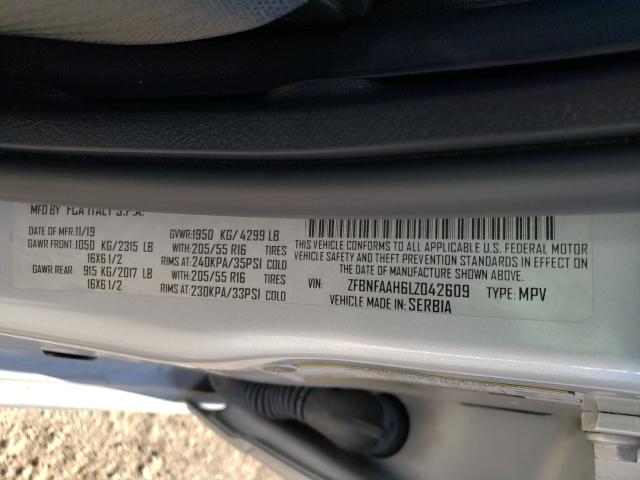 MFD BY FCA ITALY S.P.A.
DATE OF MFR:11/19 GVWR:1950 KG/ 4299 LB
GAWR FRONT:1050 KG/2315 LB WITH:205/55 R16 TIRES
16X6 1/2 RIMS AT:240KPA/35PSI COLD
GAWR REAR: 915 KG/2017 LB WITH:205/55 R16 TIRES
16X6 1/2 RIMS AT:230KPA/33PSI COLD
THIS VEHICLE CONFORMS TO ALL APPLICABLE U.S. FEDERAL MOTOR
VEHICLE SAFETY AND THEFT PREVENTION STANDARDS IN EFFECT ON
THE DATE OF MANUFACTURE SHOWN ABOVE.
VIN: ZFBNFAAH6LZ042609 TYPE: MPV
VEHICLE MADE IN: SERBIA